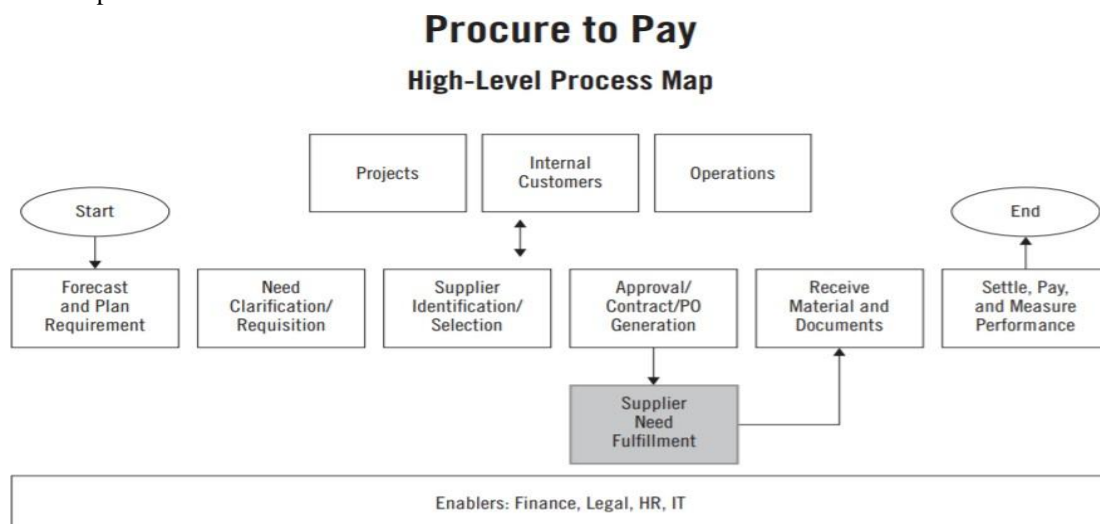 Procure to Pay
High-Level Process Map
Projects
Internal
Customers
Operations
Start
End
Forecast
and Plan
Requirement
Need
Clarification/
Requisition
Supplier
Identification/
Selection
Approval/
Contract/PO
Generation
Receive
Material and
Documents
Settle, Pay,
and Measure
Performance
Supplier
Need
Fulfillment
Enablers: Finance, Legal, HR, IT